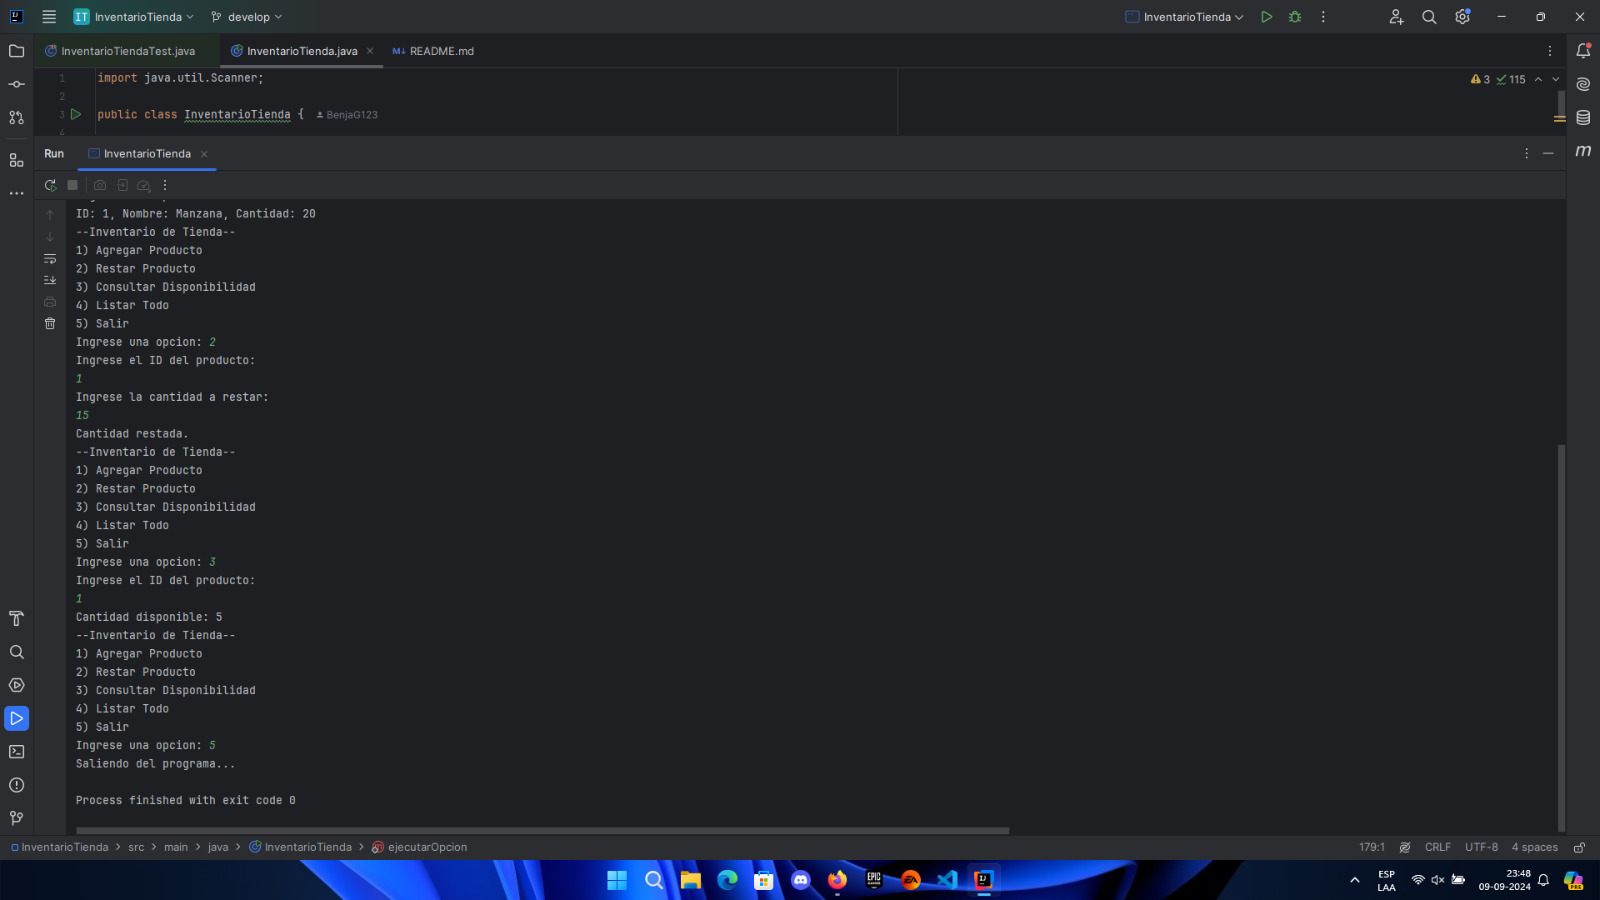 IT InventarioTienda develop InventarioTienda
InventarioTiendaTest.java InventarioTienda.java M↓ README.md
1 import java.util.Scanner; 3 115
2
3 public class InventarioTienda { BenjaG123
4
Run InventarioTienda
ID: 1, Nombre: Manzana, Cantidad: 20
--Inventario de Tienda--
1) Agregar Producto
2) Restar Producto
3) Consultar Disponibilidad
4) Listar Todo
5) Salir
Ingrese una opcion: 2
Ingrese el ID del producto:
1
Ingrese la cantidad a restar:
15
Cantidad restada.
--Inventario de Tienda--
1) Agregar Producto
2) Restar Producto
3) Consultar Disponibilidad
4) Listar Todo
5) Salir
Ingrese una opcion: 3
Ingrese el ID del producto:
1
Cantidad disponible: 5
--Inventario de Tienda--
1) Agregar Producto
2) Restar Producto
3) Consultar Disponibilidad
4) Listar Todo
5) Salir
Ingrese una opcion: 5
Saliendo del programa...
Process finished with exit code 0
InventarioTienda > src > main > java > InventarioTienda > ejecutarOpcion 179:1 CRLF UTF-8 4 spaces
ESP 23:48
LAA 09-09-2024